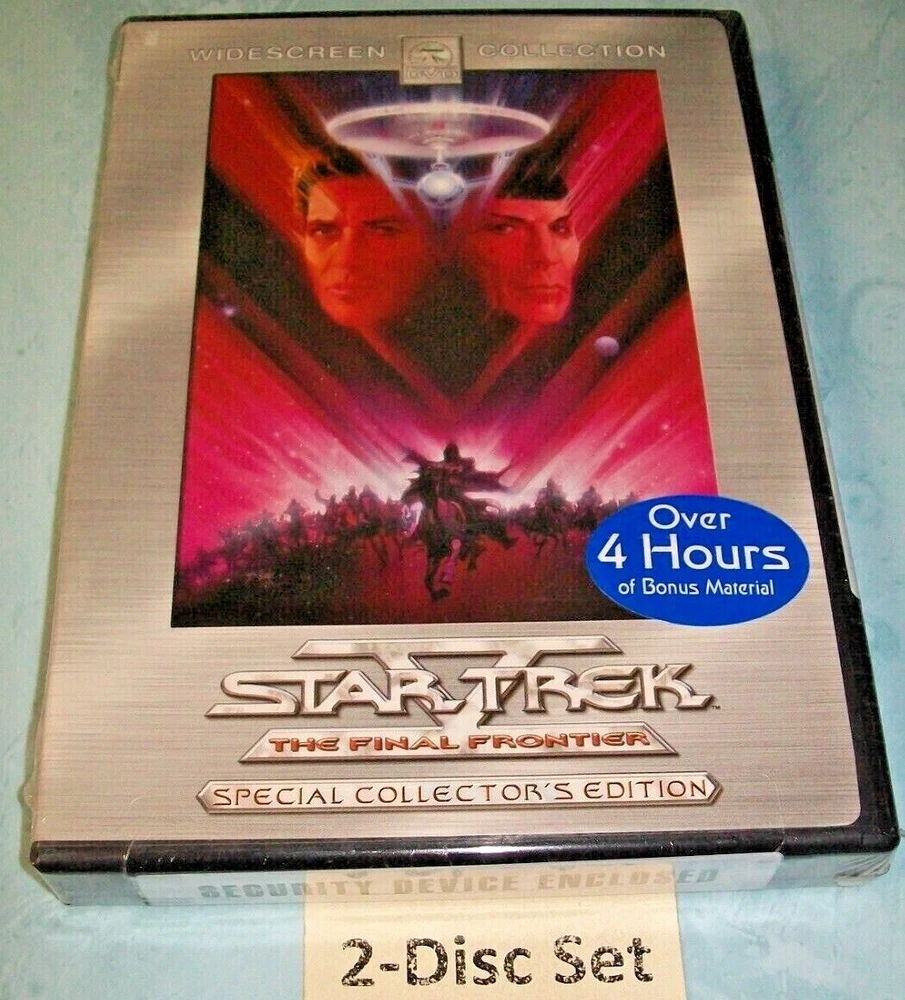 WIDESCREEN DVD COLLECTION
Over
4 Hours
of Bonus Material
V
STAR TREK™
THE FINAL FRONTIER
SPECIAL COLLECTOR'S EDITION
SECURITY DEVICE ENCLOSED
2-Disc Set